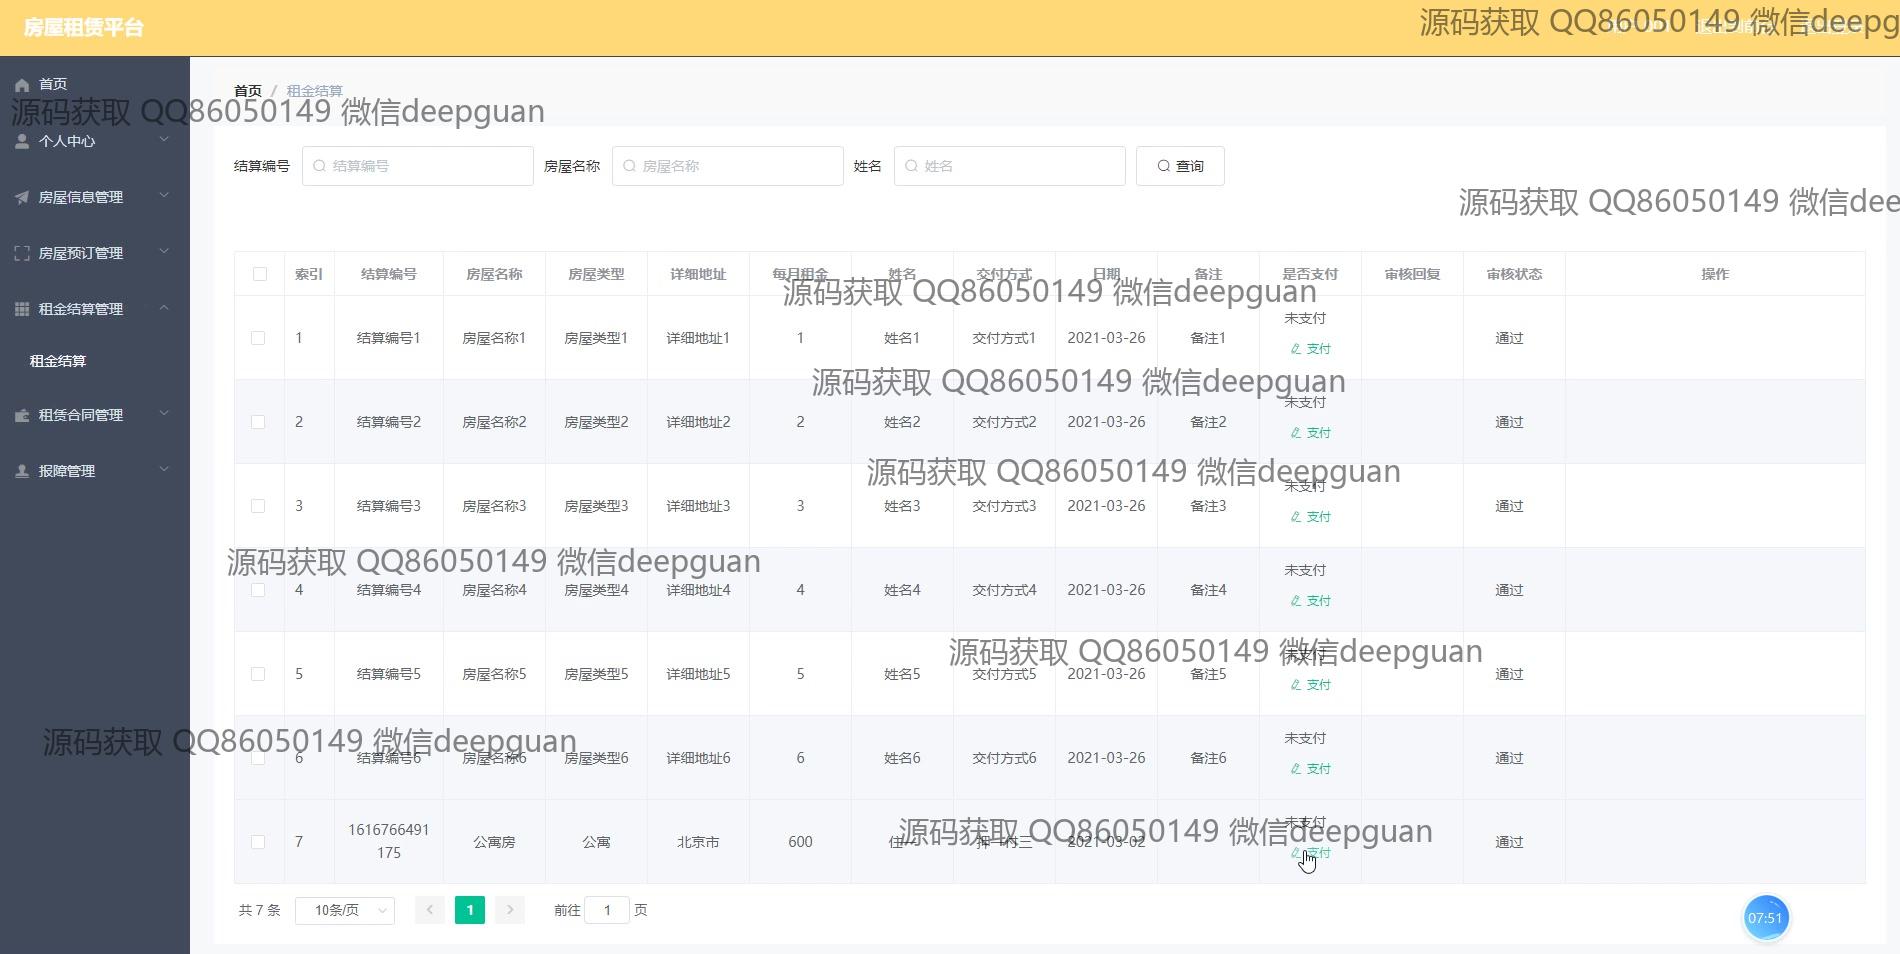 房屋租赁平台
源码获取 QQ86050149 微信deepg
首页
个人中心
房屋信息管理
房屋预订管理
租金结算管理
租金结算
租赁合同管理
报障管理
源码获取 QQ86050149 微信deepguan
首页 / 租金结算
结算编号 结算编号 房屋名称 房屋名称 姓名 姓名 查询
源码获取 QQ86050149 微信dee
索引 结算编号 房屋名称 房屋类型 详细地址 每月租金 姓名 交付方式 日期 备注 是否支付 审核回复 审核状态 操作
源码获取 QQ86050149 微信deepguan
1 结算编号1 房屋名称1 房屋类型1 详细地址1 1 姓名1 交付方式1 2021-03-26 备注1 未支付 支付 通过
源码获取 QQ86050149 微信deepguan
2 结算编号2 房屋名称2 房屋类型2 详细地址2 2 姓名2 交付方式2 2021-03-26 备注2 未支付 支付 通过
源码获取 QQ86050149 微信deepguan
3 结算编号3 房屋名称3 房屋类型3 详细地址3 3 姓名3 交付方式3 2021-03-26 备注3 未支付 支付 通过
源码获取 QQ86050149 微信deepguan
4 结算编号4 房屋名称4 房屋类型4 详细地址4 4 姓名4 交付方式4 2021-03-26 备注4 未支付 支付 通过
源码获取 QQ86050149 微信deepguan
5 结算编号5 房屋名称5 房屋类型5 详细地址5 5 姓名5 交付方式5 2021-03-26 备注5 未支付 支付 通过
源码获取 QQ86050149 微信deepguan
6 结算编号6 房屋名称6 房屋类型6 详细地址6 6 姓名6 交付方式6 2021-03-26 备注6 未支付 支付 通过
源码获取 QQ86050149 微信deepguan
7 1616766491175 公寓房 公寓 北京市 600 住一 押一付三 2021-03-02 未支付 支付 通过
共 7 条 10条/页 1 前往 1 页
07:51